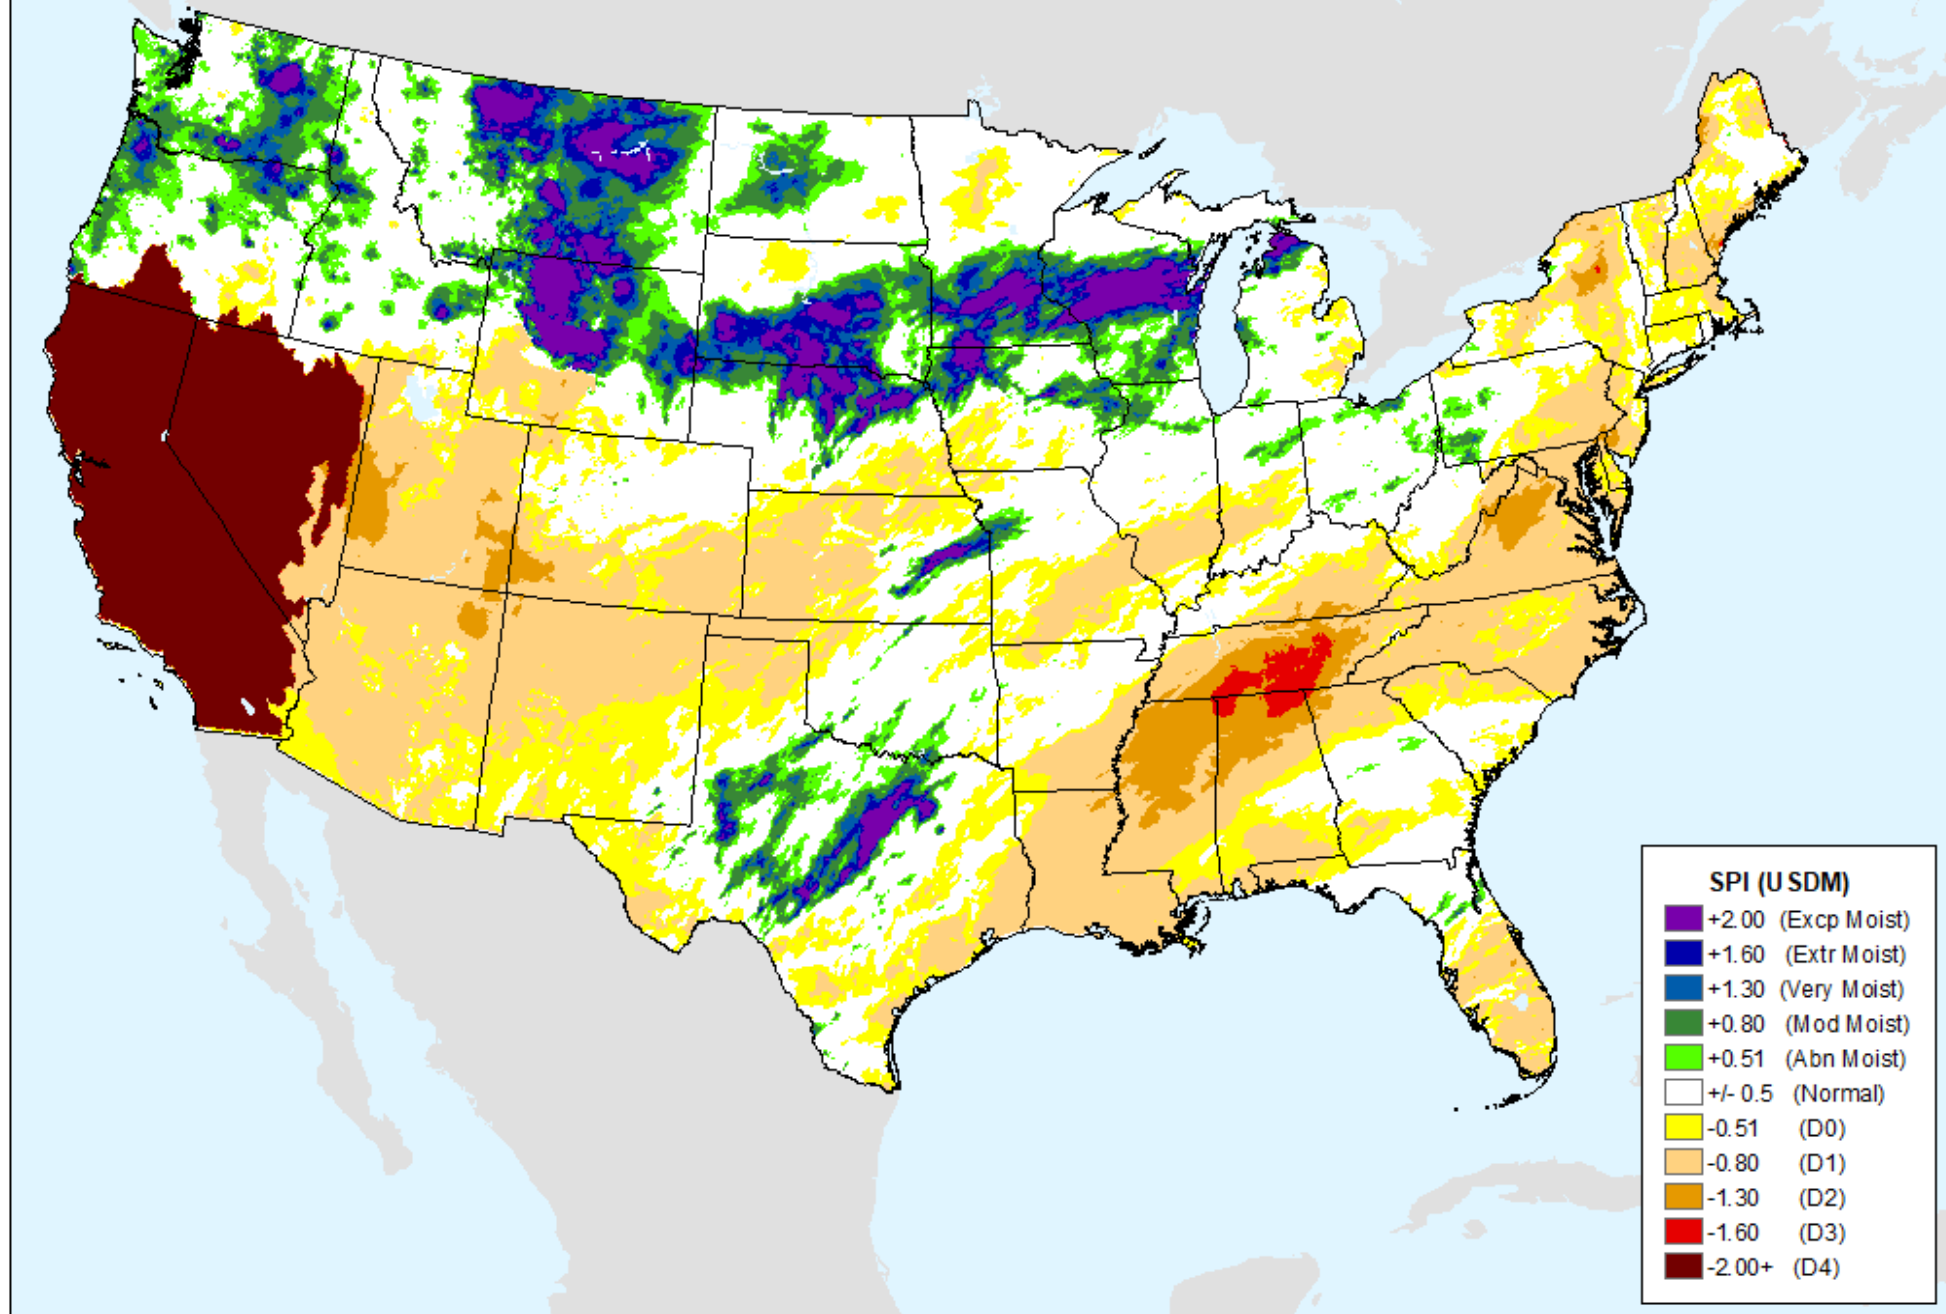 SPI (USDM)
+2.00 (Excp Moist)
+1.60 (Extr Moist)
+1.30 (Very Moist)
+0.80 (Mod Moist)
+0.51 (Abn Moist)
+/- 0.5 (Normal)
-0.51 (D0)
-0.80 (D1)
-1.30 (D2)
-1.60 (D3)
-2.00+ (D4)